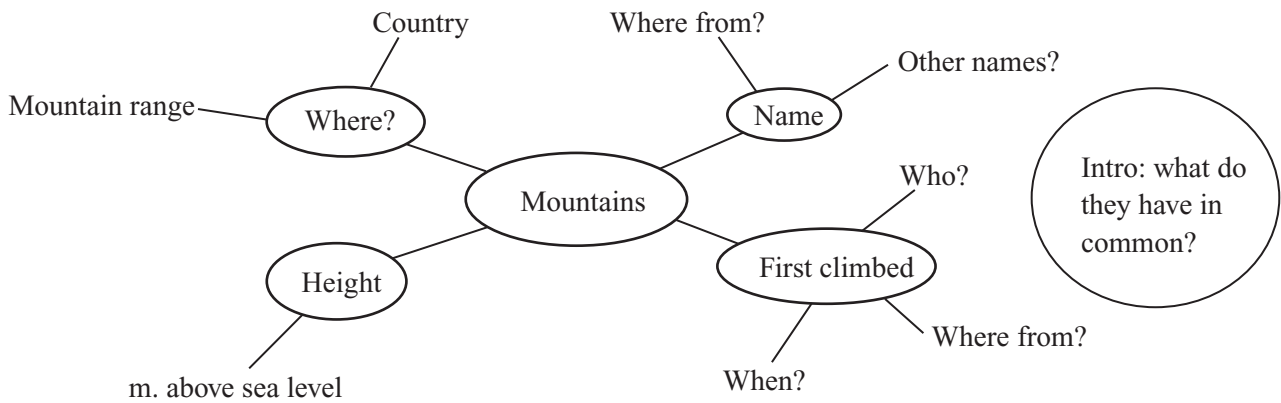 Country
Where from?
Other names?
Mountain range
Where?
Name
Who?
Intro: what do
they have in
common?
Mountains
Height
First climbed
Where from?
When?
m. above sea level